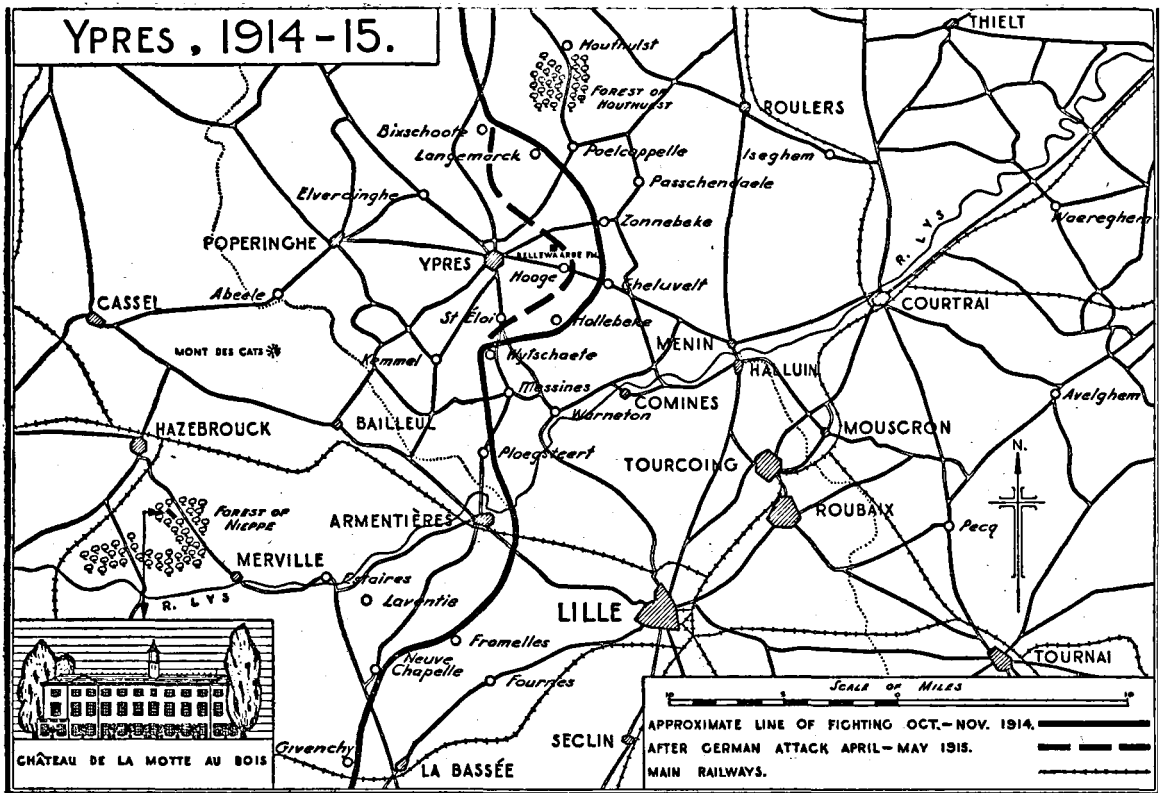 YPRES, 1914-15.
THIELT
Houthulst
FOREST OF
HOUTHULST
ROULERS
Bixschoote
Langemarck
Poelcappelle
Iseghem
Passchendaele
Elverdinghe
Zonnebeke
Waereghem
POPERINGHE
YPRES
BELLEWAARDE FM.
Hooge
R. LYS
Gheluvelt
Abeele
CASSEL
COURTRAI
St Eloi
Hollebeke
MENIN
MONT DES CATS
Kemmel
Wytschaete
HALLUIN
Messines
COMINES
Avelghem
Warneton
HAZEBROUCK
BAILLEUL
MOUSCRON
Ploegsteert
TOURCOING
N.
FOREST OF
NIEPPE
ARMENTIÈRES
ROUBAIX
Pecq
MERVILLE
Estaires
R. LYS
Laventie
LILLE
Fromelles
Neuve
Chapelle
Fournes
TOURNAI
SECLIN
Givenchy
LA BASSÉE
CHÂTEAU DE LA MOTTE AU BOIS
SCALE OF MILES
10 5 0 10
APPROXIMATE LINE OF FIGHTING OCT.-NOV. 1914.
AFTER GERMAN ATTACK APRIL-MAY 1915.
MAIN RAILWAYS.